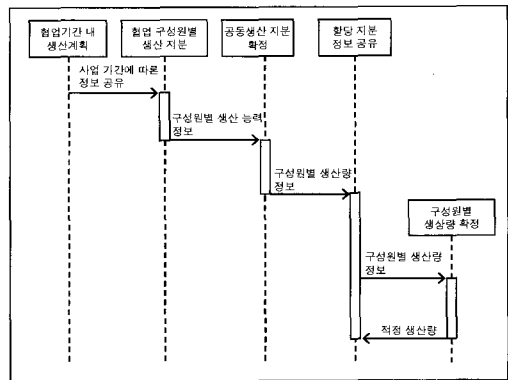 협업기간 내
생산계획
협업 구성원별
생산 지분
공동생산 지분
확정
할당 지분
정보 공유
사업 기간에 따른
정보 공유
구성원별 생산 능력
정보
구성원별 생산량
정보
구성원별
생상량 확정
구성원별 생산량
정보
적정 생산량